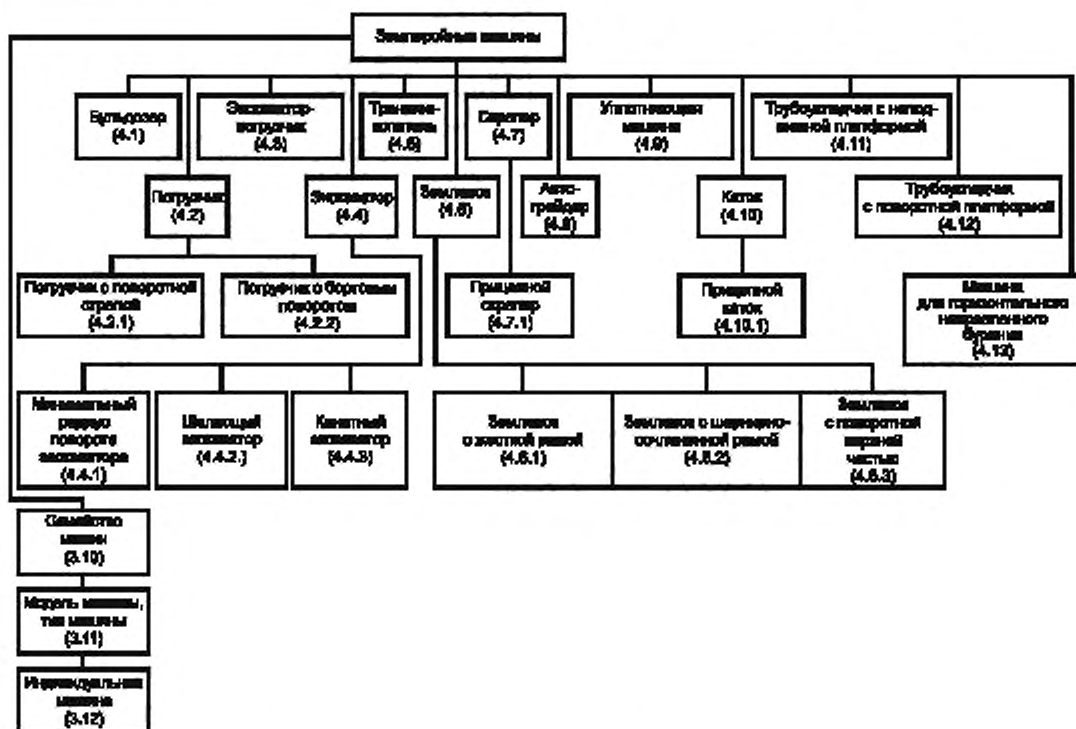 Землеройные машины
Бульдозер
(4.1)
Экскаватор-
погрузчик
(4.3)
Траншее-
копатель
(4.5)
Скрепер
(4.7)
Уплотняющая
машина
(4.9)
Трубоукладчик с непод-
вижной платформой
(4.11)
Погрузчик
(4.2)
Экскаватор
(4.4)
Землевоз
(4.6)
Авто-
грейдер
(4.8)
Каток
(4.10)
Трубоукладчик
с поворотной платформой
(4.12)
Погрузчик с поворотной
стрелой
(4.2.1)
Погрузчик с бортовым
поворотом
(4.2.2)
Прицепной
скрепер
(4.7.1)
Прицепной
каток
(4.10.1)
Машина
для горизонтального
направленного
бурения
(4.13)
Минимальный
радиус
поворота
экскаватора
(4.4.1)
Шагающий
экскаватор
(4.4.2)
Канатный
экскаватор
(4.4.3)
Землевоз
с жесткой рамой
(4.6.1)
Землевоз с шарнирно-
сочлененной рамой
(4.6.2)
Землевоз
с поворотной
верхней
частью
(4.6.3)
Семейство
машин
(3.10)
Модель машины,
тип машины
(3.11)
Индивидуальная
машина
(3.12)